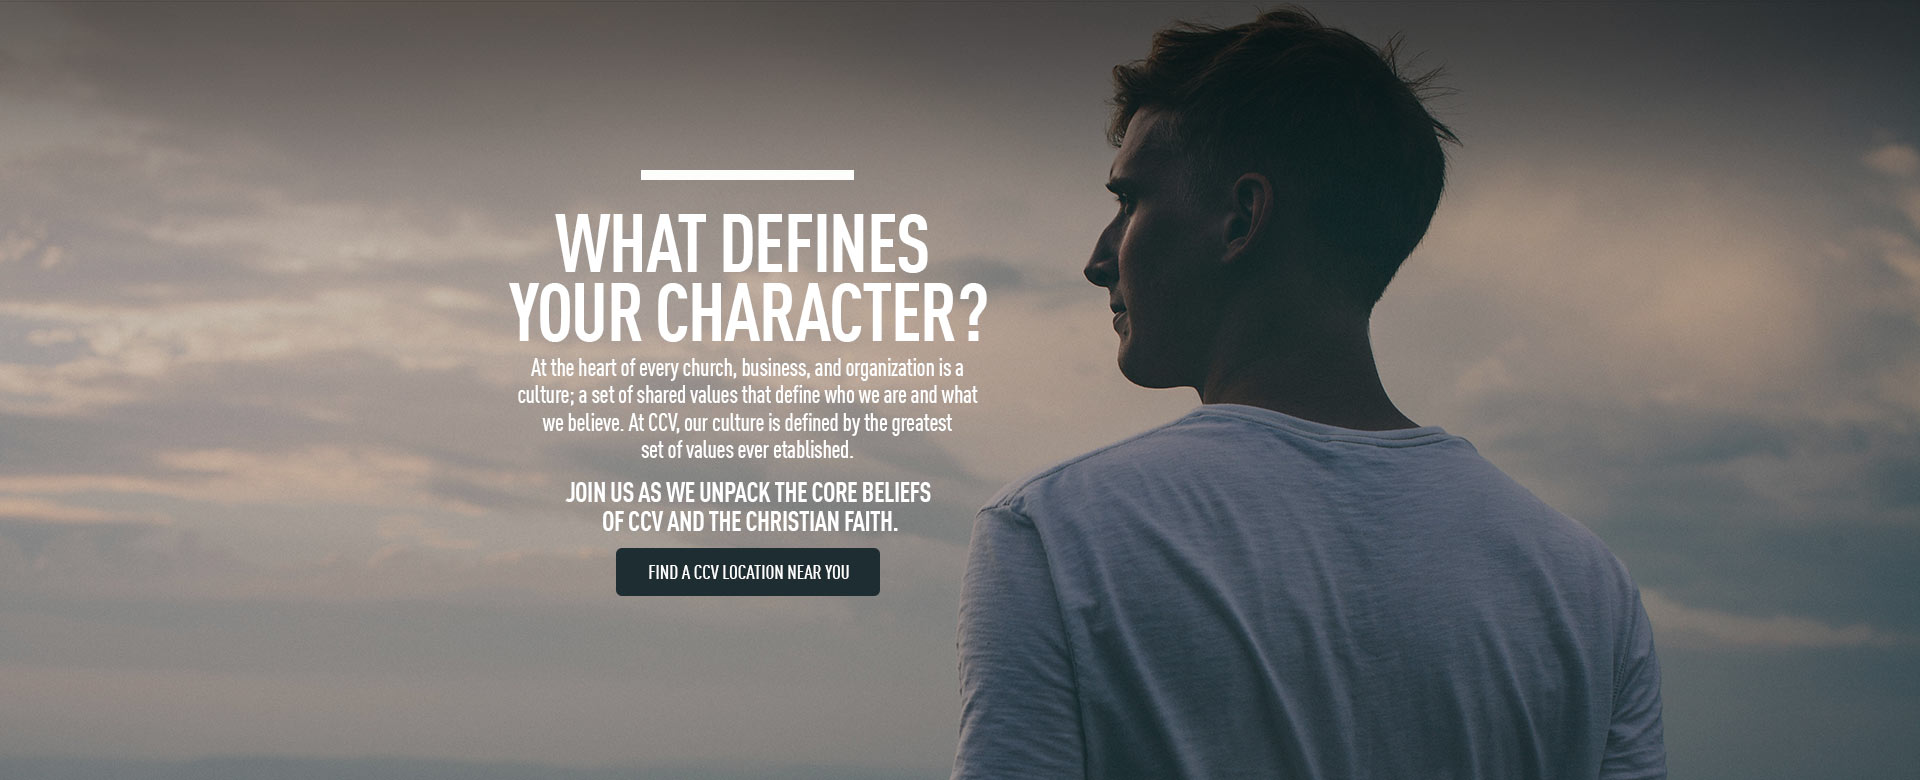 WHAT DEFINES
YOUR CHARACTER?
At the heart of every church, business, and organization is a
culture; a set of shared values that define who we are and what
we believe. At CCV, our culture is defined by the greatest
set of values ever etablished.
JOIN US AS WE UNPACK THE CORE BELIEFS
OF CCV AND THE CHRISTIAN FAITH.
FIND A CCV LOCATION NEAR YOU